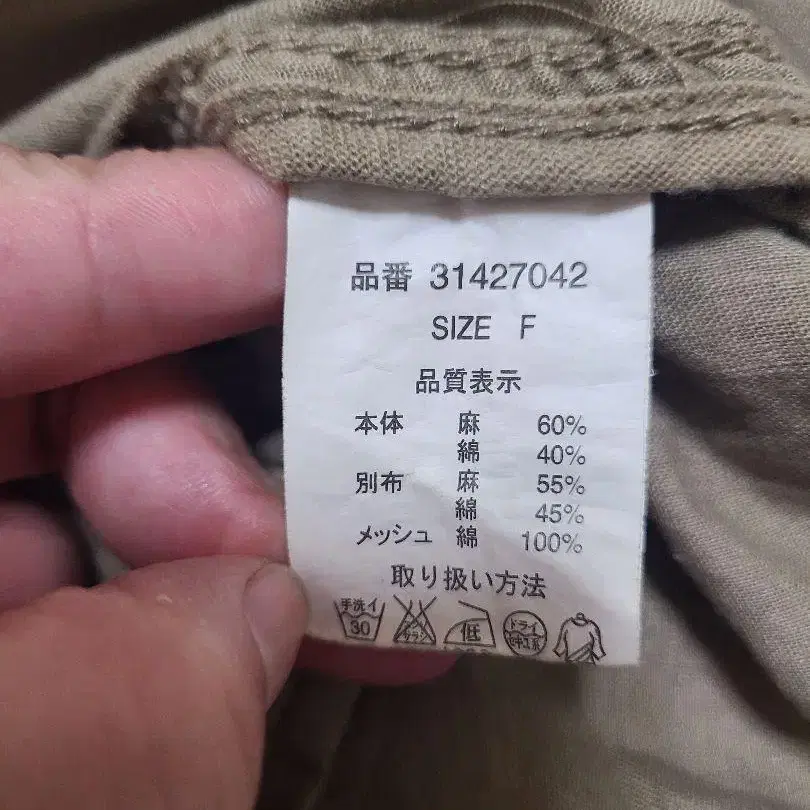 品番 31427042
SIZE F
品質表示
本体 麻 60%
綿 40%
別布 麻 55%
綿 45%
メッシュ 綿 100%
取り扱い方法
手洗イ 30 低 ドライ